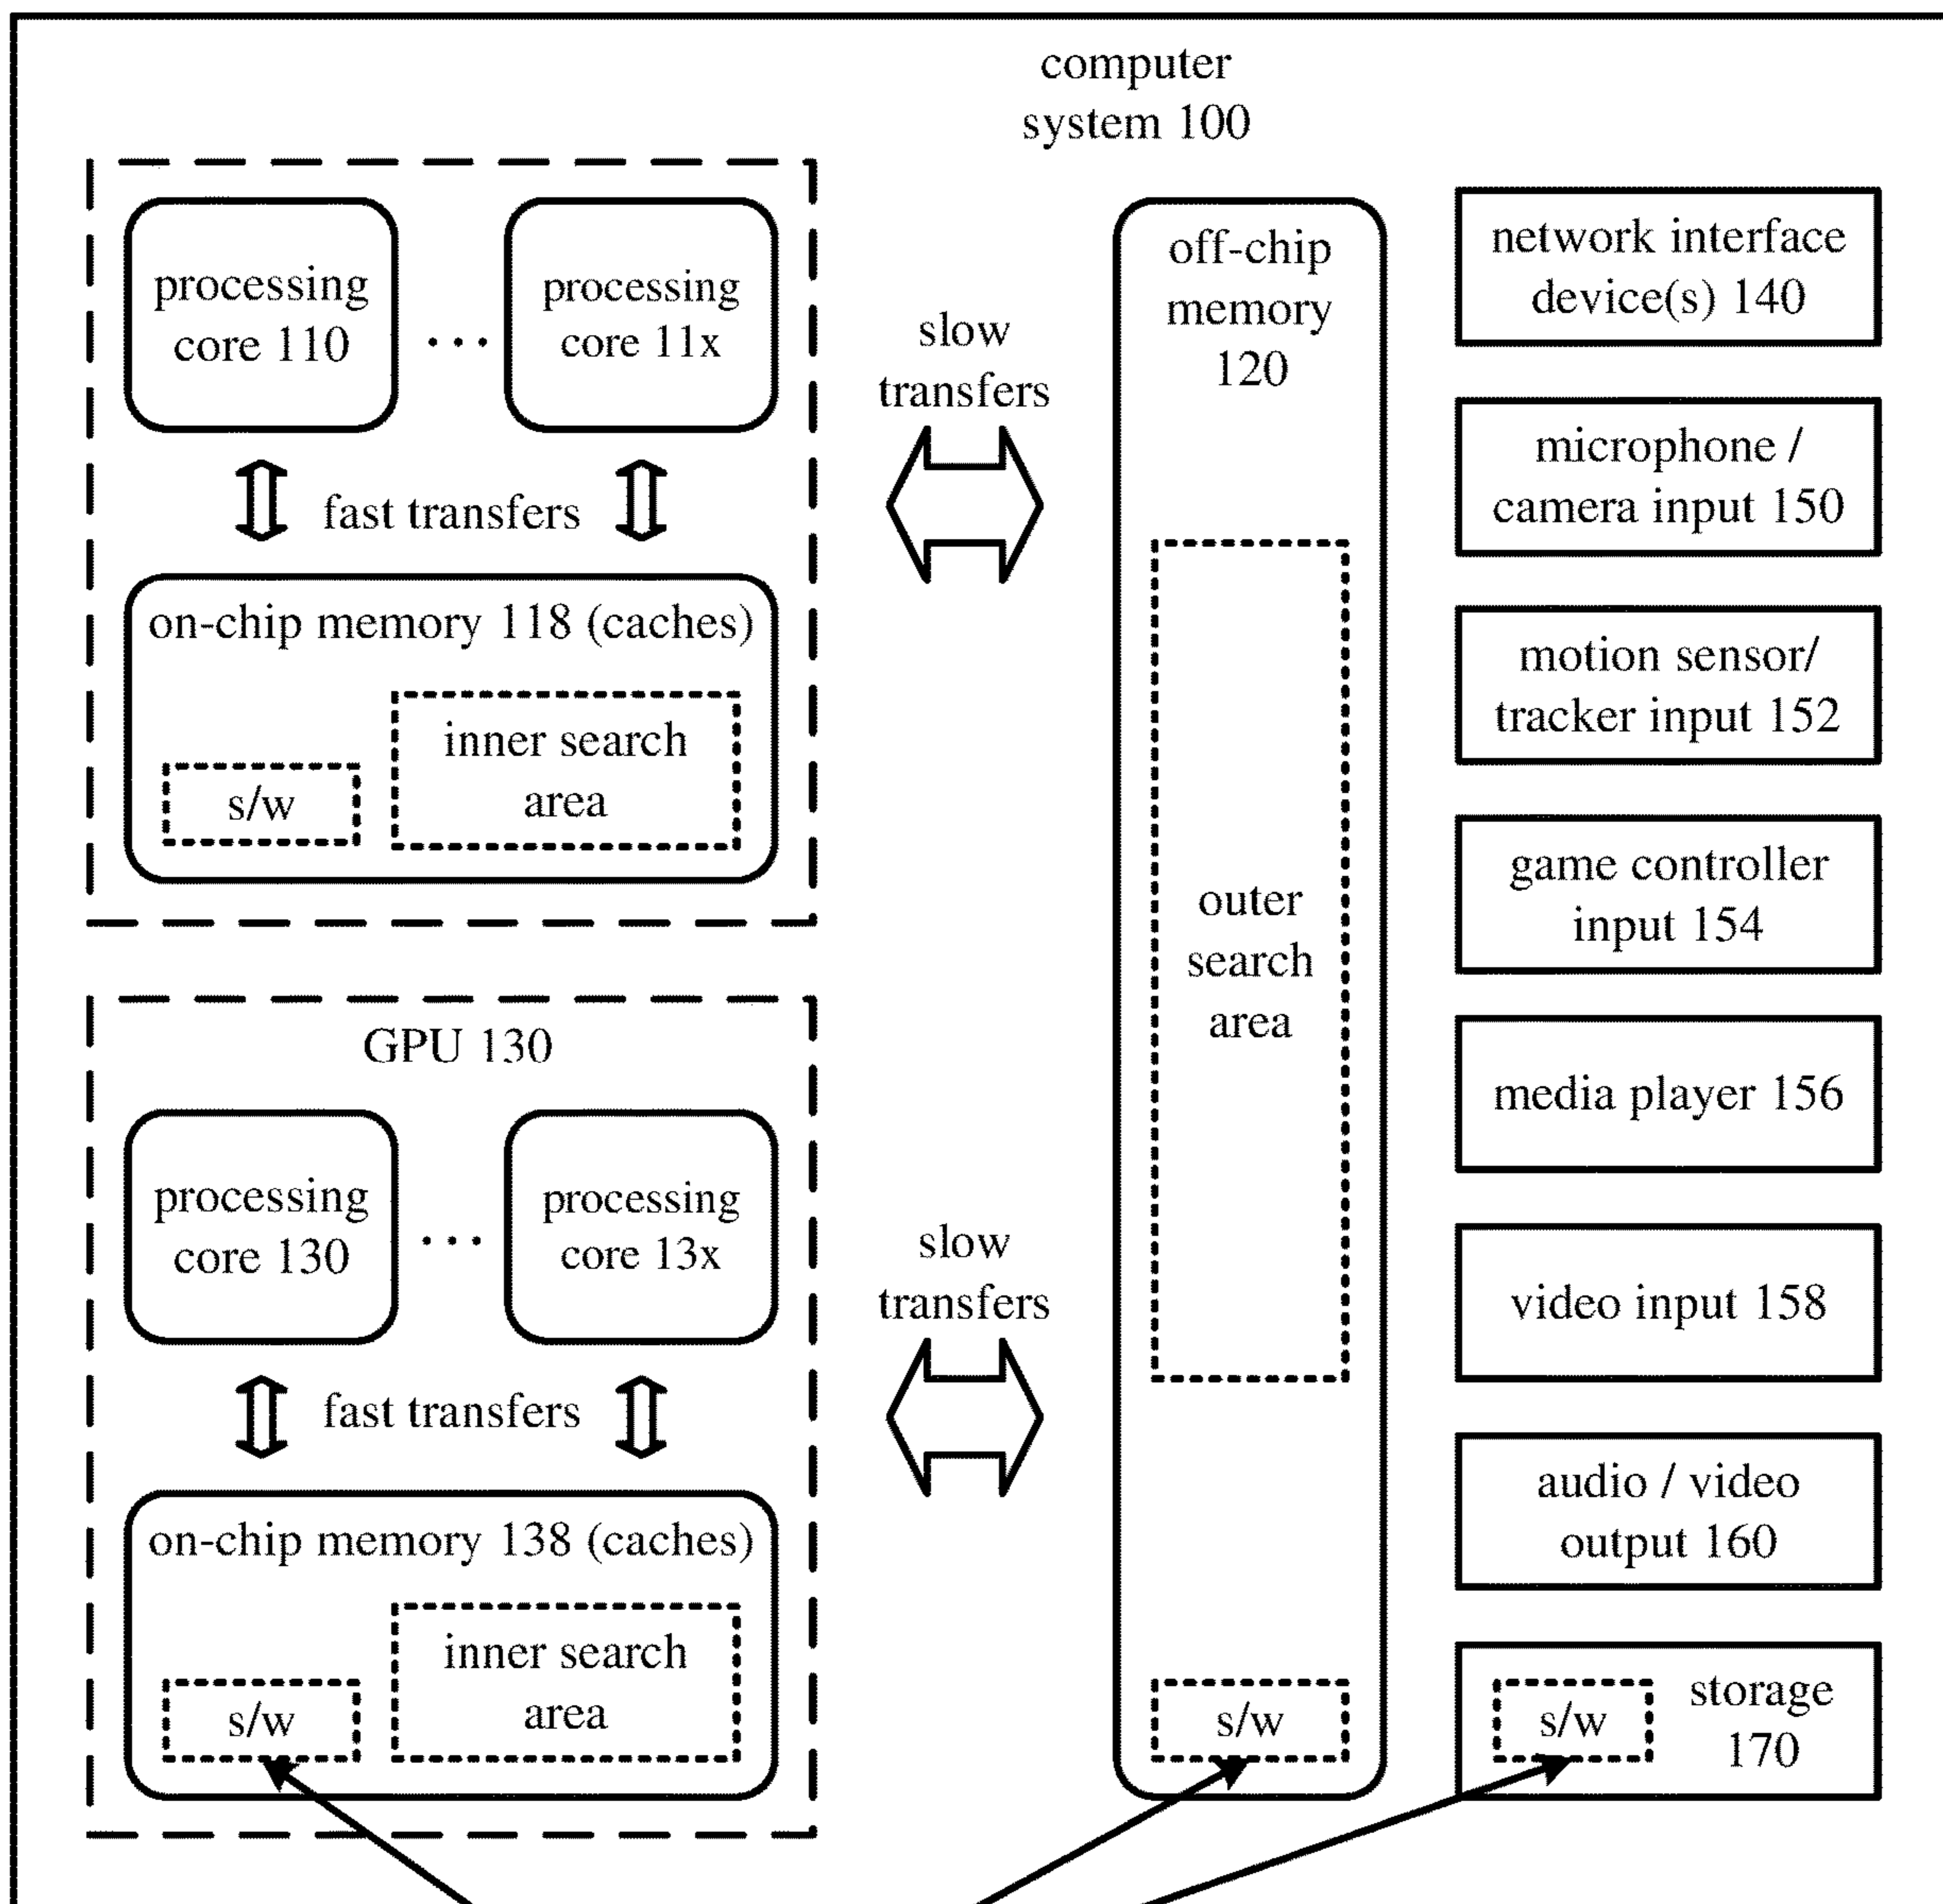 computer
system 100
processing
core 110
...
processing
core 11x
fast transfers
on-chip memory 118 (caches)
s/w
inner search
area
slow
transfers
GPU 130
processing
core 130
...
processing
core 13x
fast transfers
on-chip memory 138 (caches)
s/w
inner search
area
slow
transfers
off-chip
memory
120
outer
search
area
s/w
network interface
device(s) 140
microphone /
camera input 150
motion sensor/
tracker input 152
game controller
input 154
media player 156
video input 158
audio / video
output 160
s/w
storage
170